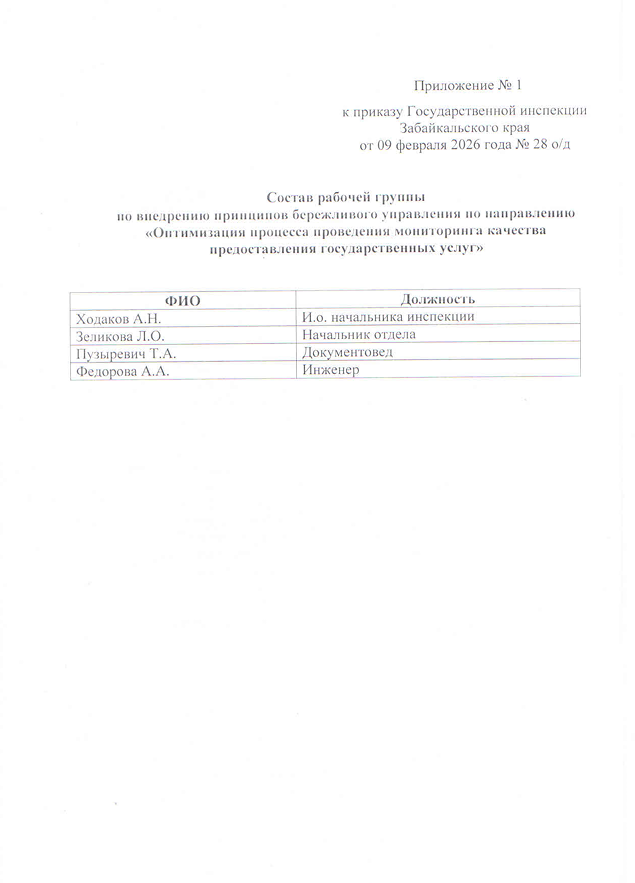 Приложение № 1
к приказу Государственной инспекции
Забайкальского края
от 09 февраля 2026 года № 28 о/д
Состав рабочей группы
по внедрению принципов бережливого управления по направлению
«Оптимизация процесса проведения мониторинга качества
предоставления государственных услуг»
ФИО Должность
Ходаков А.Н. И.о. начальника инспекции
Зеликова Л.О. Начальник отдела
Пузыревич Т.А. Документовед
Федорова А.А. Инженер